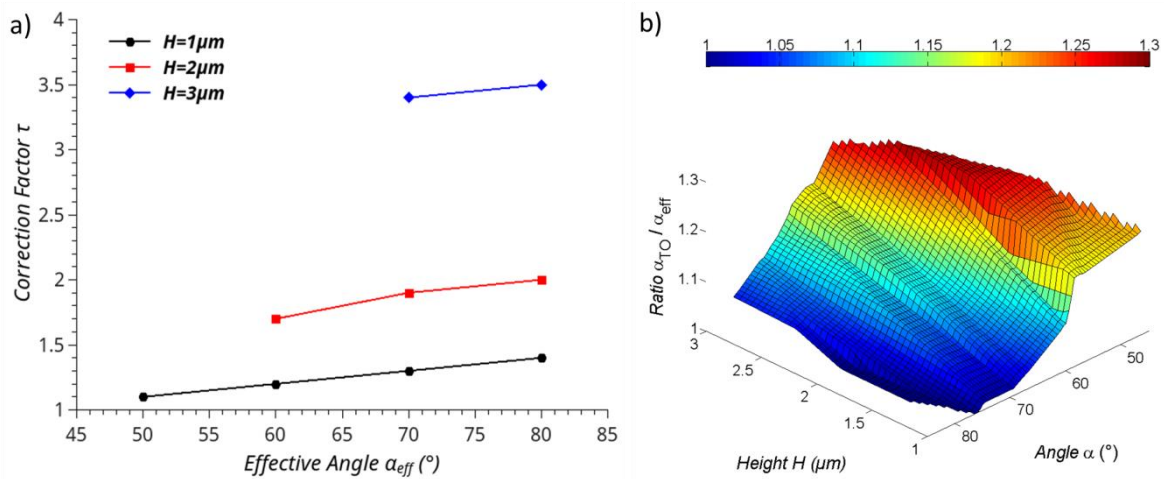 a)
4
3.5
3
2.5
2
1.5
1
Correction Factor τ
H=1μm
H=2μm
H=3μm
45 50 55 60 65 70 75 80 85
Effective Angle α_eff (°)
b)
1 1.05 1.1 1.15 1.2 1.25 1.3
1.3
1.2
1.1
1
Ratio α_TO / α_eff
3
2.5
2
1.5
1
Height H (μm)
80
70
60
50
Angle α (°)